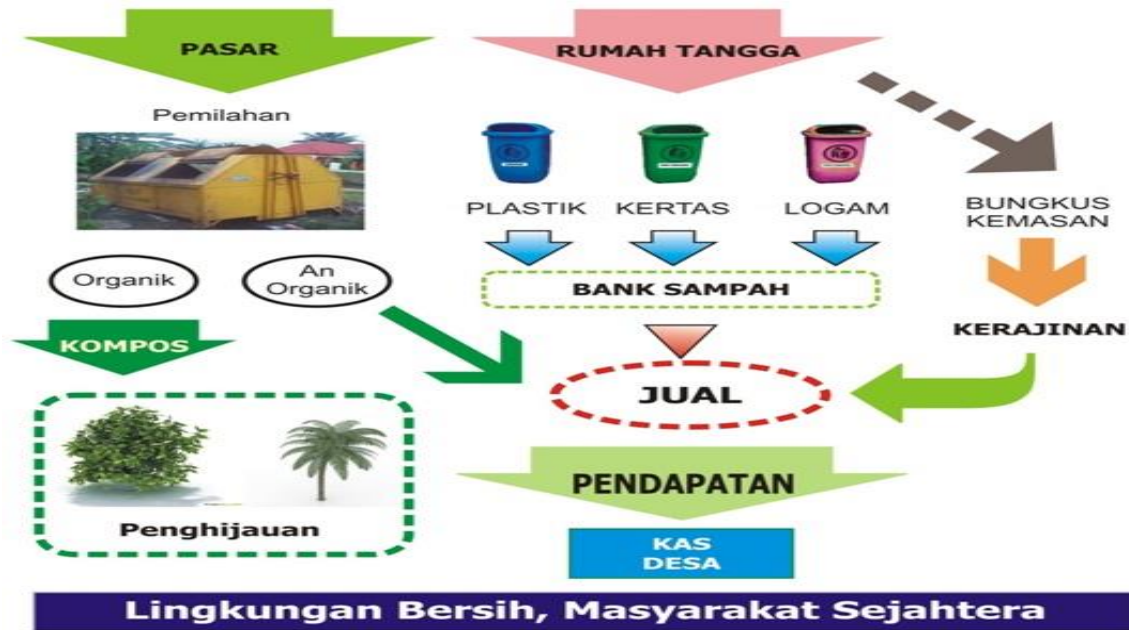 PASAR
RUMAH TANGGA
Pemilahan
PLASTIK
KERTAS
LOGAM
BUNGKUS
KEMASAN
Organik
An
Organik
BANK SAMPAH
KERAJINAN
KOMPOS
JUAL
Penghijauan
PENDAPATAN
KAS
DESA
Lingkungan Bersih, Masyarakat Sejahtera